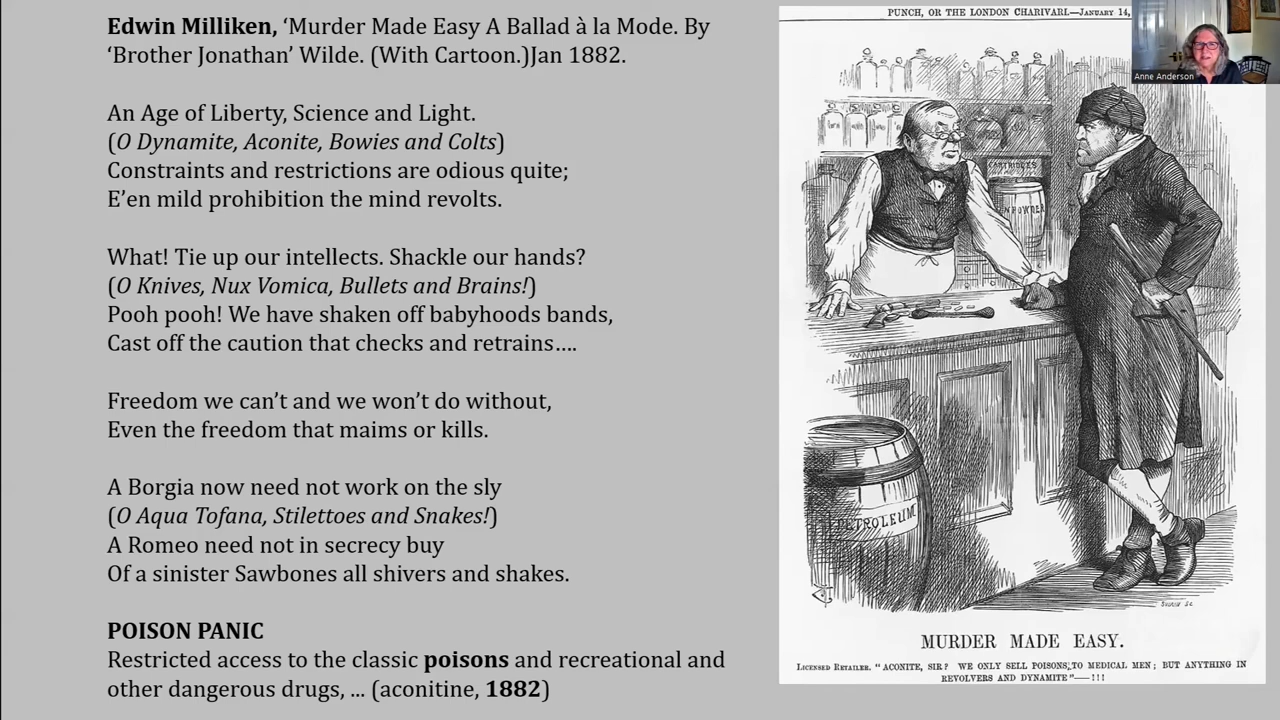 Edwin Milliken, ‘Murder Made Easy A Ballad à la Mode. By
‘Brother Jonathan’ Wilde. (With Cartoon.)Jan 1882.
An Age of Liberty, Science and Light.
(O Dynamite, Aconite, Bowies and Colts)
Constraints and restrictions are odious quite;
E’en mild prohibition the mind revolts.
What! Tie up our intellects. Shackle our hands?
(O Knives, Nux Vomica, Bullets and Brains!)
Pooh pooh! We have shaken off babyhoods bands,
Cast off the caution that checks and retrains….
Freedom we can’t and we won’t do without,
Even the freedom that maims or kills.
A Borgia now need not work on the sly
(O Aqua Tofana, Stilettoes and Snakes!)
A Romeo need not in secrecy buy
Of a sinister Sawbones all shivers and shakes.
POISON PANIC
Restricted access to the classic poisons and recreational and
other dangerous drugs, ... (aconitine, 1882)
PUNCH, OR THE LONDON CHARIVARI.—January 14,
Anne Anderson
CARTRIDGES
PETROLEUM
SWAIN SC
MURDER MADE EASY.
Licensed Retailer. "Aconite, Sir? We only sell Poisons to Medical Men; but anything in
Revolvers and Dynamite"——!!!